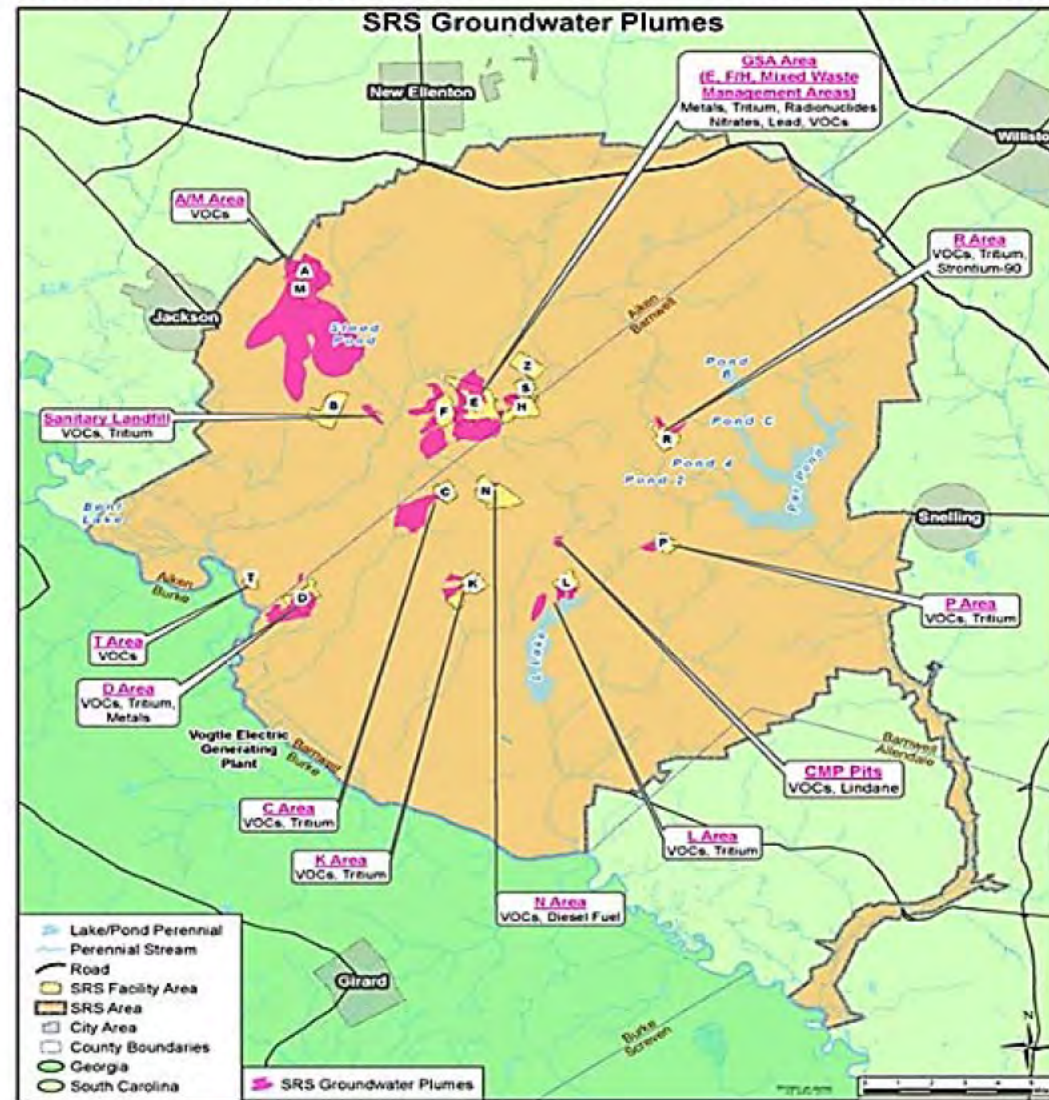 SRS Groundwater Plumes
New Ellenton
GSA Area
(E, F/H, Mixed Waste
Management Areas)
Metals, Tritium, Radionuclides
Nitrates, Lead, VOCs
Williston
A/M Area
VOCs
A
M
Jackson
R Area
VOCs, Tritium,
Strontium-90
Aiken
Barnwell
Pond
B
Z
S
E
H
F
B
Sanitary Landfill
VOCs, Tritium
Pond C
R
Pond 4
Pond 2
Par Pond
C
N
Snelling
Lake
P
Aiken
Burke
T
D
K
L
L Lake
P Area
VOCs, Tritium
T Area
VOCs
D Area
VOCs, Tritium,
Metals
Vogtle Electric
Generating
Plant
Barnwell
Burke
Barnwell
Allendale
CMP Pits
VOCs, Lindane
C Area
VOCs, Tritium
L Area
VOCs, Tritium
K Area
VOCs, Tritium
N Area
VOCs, Diesel Fuel
Lake/Pond Perennial
Perennial Stream
Road
SRS Facility Area
SRS Area
City Area
County Boundaries
Georgia
South Carolina
SRS Groundwater Plumes
Girard
Burke
Screven
N